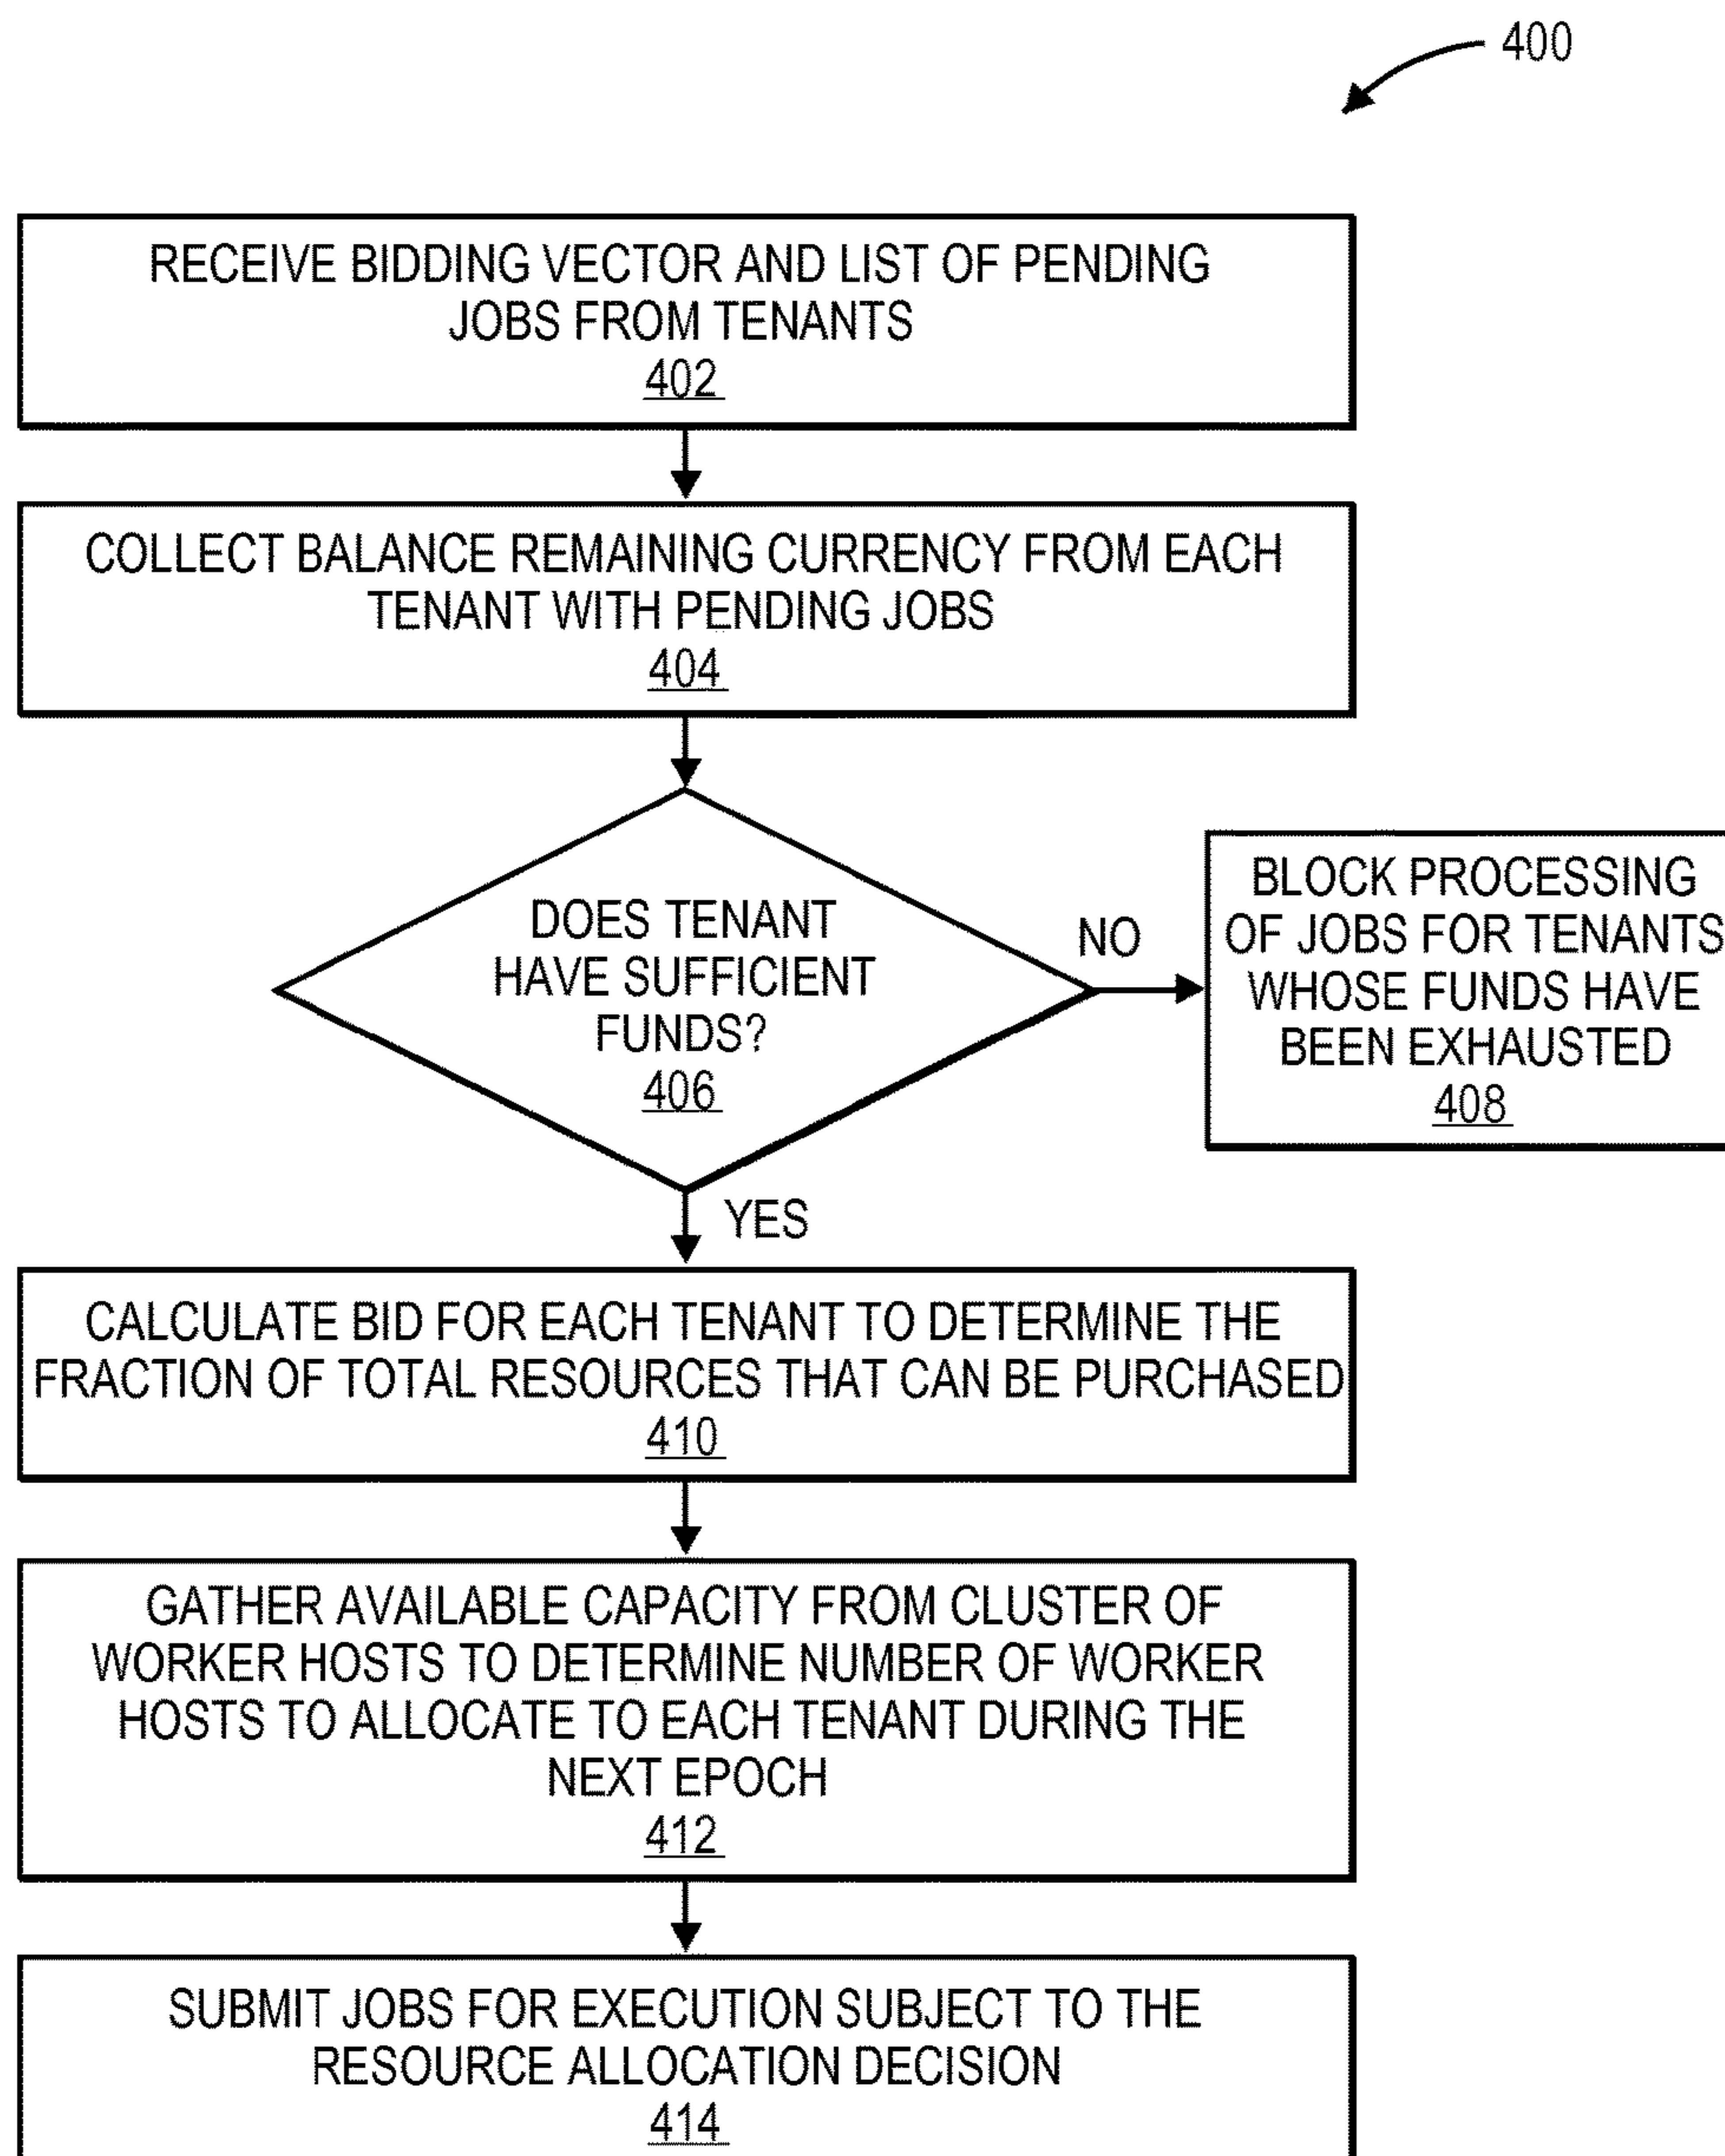 400
RECEIVE BIDDING VECTOR AND LIST OF PENDING
JOBS FROM TENANTS
402
COLLECT BALANCE REMAINING CURRENCY FROM EACH
TENANT WITH PENDING JOBS
404
DOES TENANT
HAVE SUFFICIENT
FUNDS?
406
NO
BLOCK PROCESSING
OF JOBS FOR TENANTS
WHOSE FUNDS HAVE
BEEN EXHAUSTED
408
YES
CALCULATE BID FOR EACH TENANT TO DETERMINE THE
FRACTION OF TOTAL RESOURCES THAT CAN BE PURCHASED
410
GATHER AVAILABLE CAPACITY FROM CLUSTER OF
WORKER HOSTS TO DETERMINE NUMBER OF WORKER
HOSTS TO ALLOCATE TO EACH TENANT DURING THE
NEXT EPOCH
412
SUBMIT JOBS FOR EXECUTION SUBJECT TO THE
RESOURCE ALLOCATION DECISION
414